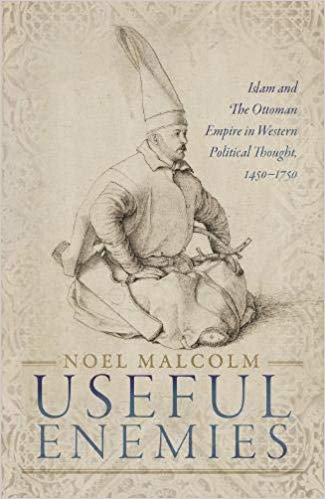 Islam and
The Ottoman
Empire in Western
Political Thought,
1450–1750
NOEL MALCOLM
USEFUL
ENEMIES